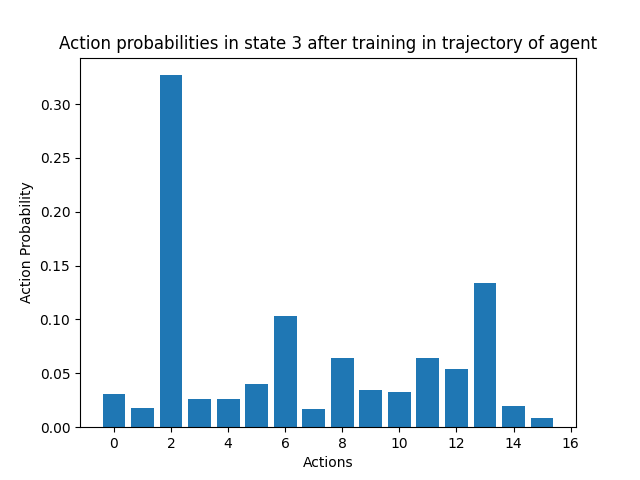 Action probabilities in state 3 after training in trajectory of agent
Action Probability
0.30
0.25
0.20
0.15
0.10
0.05
0.00
0 2 4 6 8 10 12 14 16
Actions